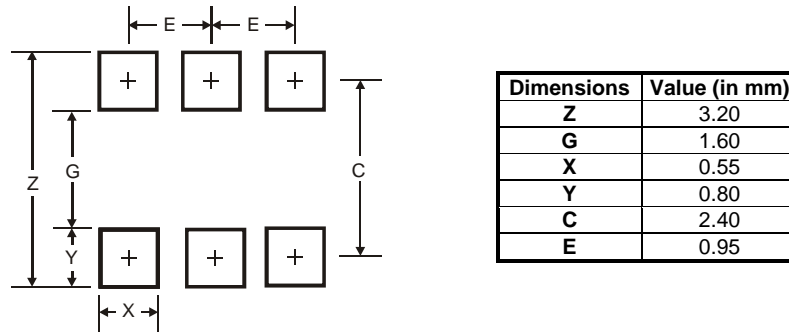 E E
Z
G
C
Y
X
Dimensions Value (in mm)
Z 3.20
G 1.60
X 0.55
Y 0.80
C 2.40
E 0.95